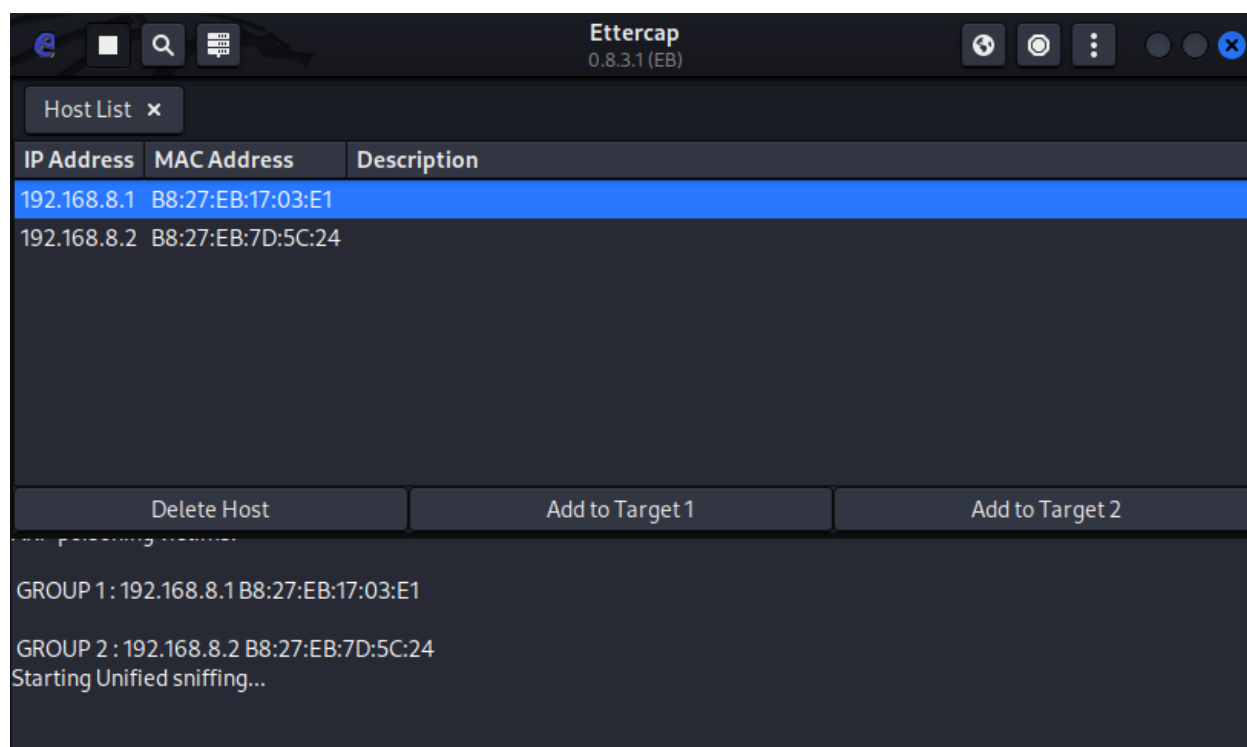 Ettercap
0.8.3.1 (EB)
Host List ×
IP Address MAC Address Description
192.168.8.1 B8:27:EB:17:03:E1
192.168.8.2 B8:27:EB:7D:5C:24
Delete Host Add to Target 1 Add to Target 2
ARP poisoning victims:
GROUP 1 : 192.168.8.1 B8:27:EB:17:03:E1
GROUP 2 : 192.168.8.2 B8:27:EB:7D:5C:24
Starting Unified sniffing...